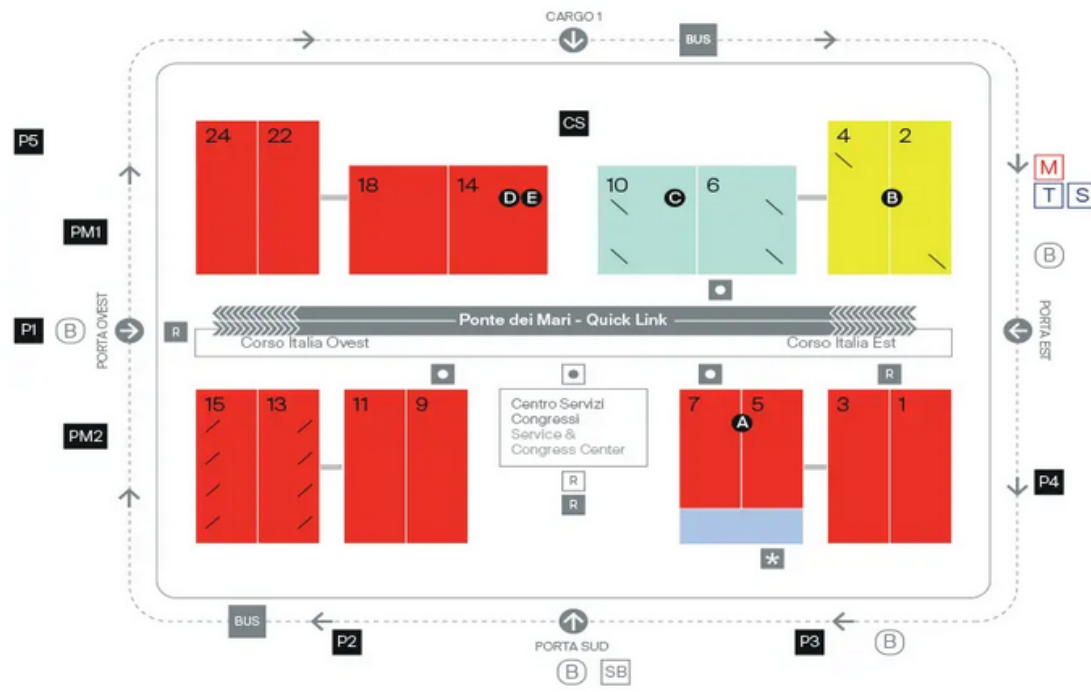 CARGO 1
BUS
P5
24
22
CS
4
2
18
14
D
E
10
C
6
B
M
T
S
PM1
B
P1
B
PORTA OVEST
R
Ponte dei Mari - Quick Link
Corso Italia Ovest
Corso Italia Est
PORTA EST
R
15
13
11
9
Centro Servizi
Congressi
Service &
Congress Center
7
5
A
3
1
PM2
R
R
P4
*
BUS
P2
PORTA SUD
B
SB
P3
B